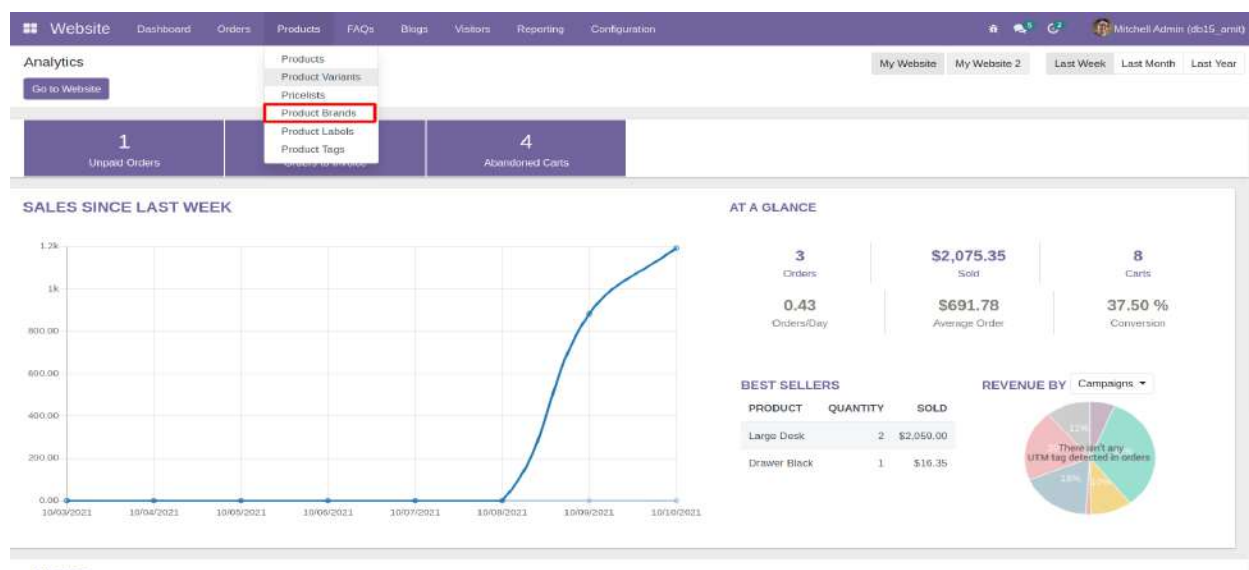 Website Dashboard Orders Products FAQs Blogs Visitors Reporting Configuration 5 2 Mitchell Admin (db15_amit)
Analytics
Go to Website
Products
Product Variants
Pricelists
Product Brands
Product Labels
Product Tags
My Website My Website 2 Last Week Last Month Last Year
1
Unpaid Orders
4
Abandoned Carts
SALES SINCE LAST WEEK
1.2k
1k
800.00
600.00
400.00
200.00
0.00
10/03/2021 10/04/2021 10/05/2021 10/06/2021 10/07/2021 10/08/2021 10/09/2021 10/10/2021
AT A GLANCE
3 $2,075.35 8
Orders Sold Carts
0.43 $691.78 37.50 %
Orders/Day Average Order Conversion
BEST SELLERS
PRODUCT QUANTITY SOLD
Large Desk 2 $2,059.00
Drawer Black 1 $16.35
REVENUE BY Campaigns
11%
There isn't any
UTM tag detected in orders
18%